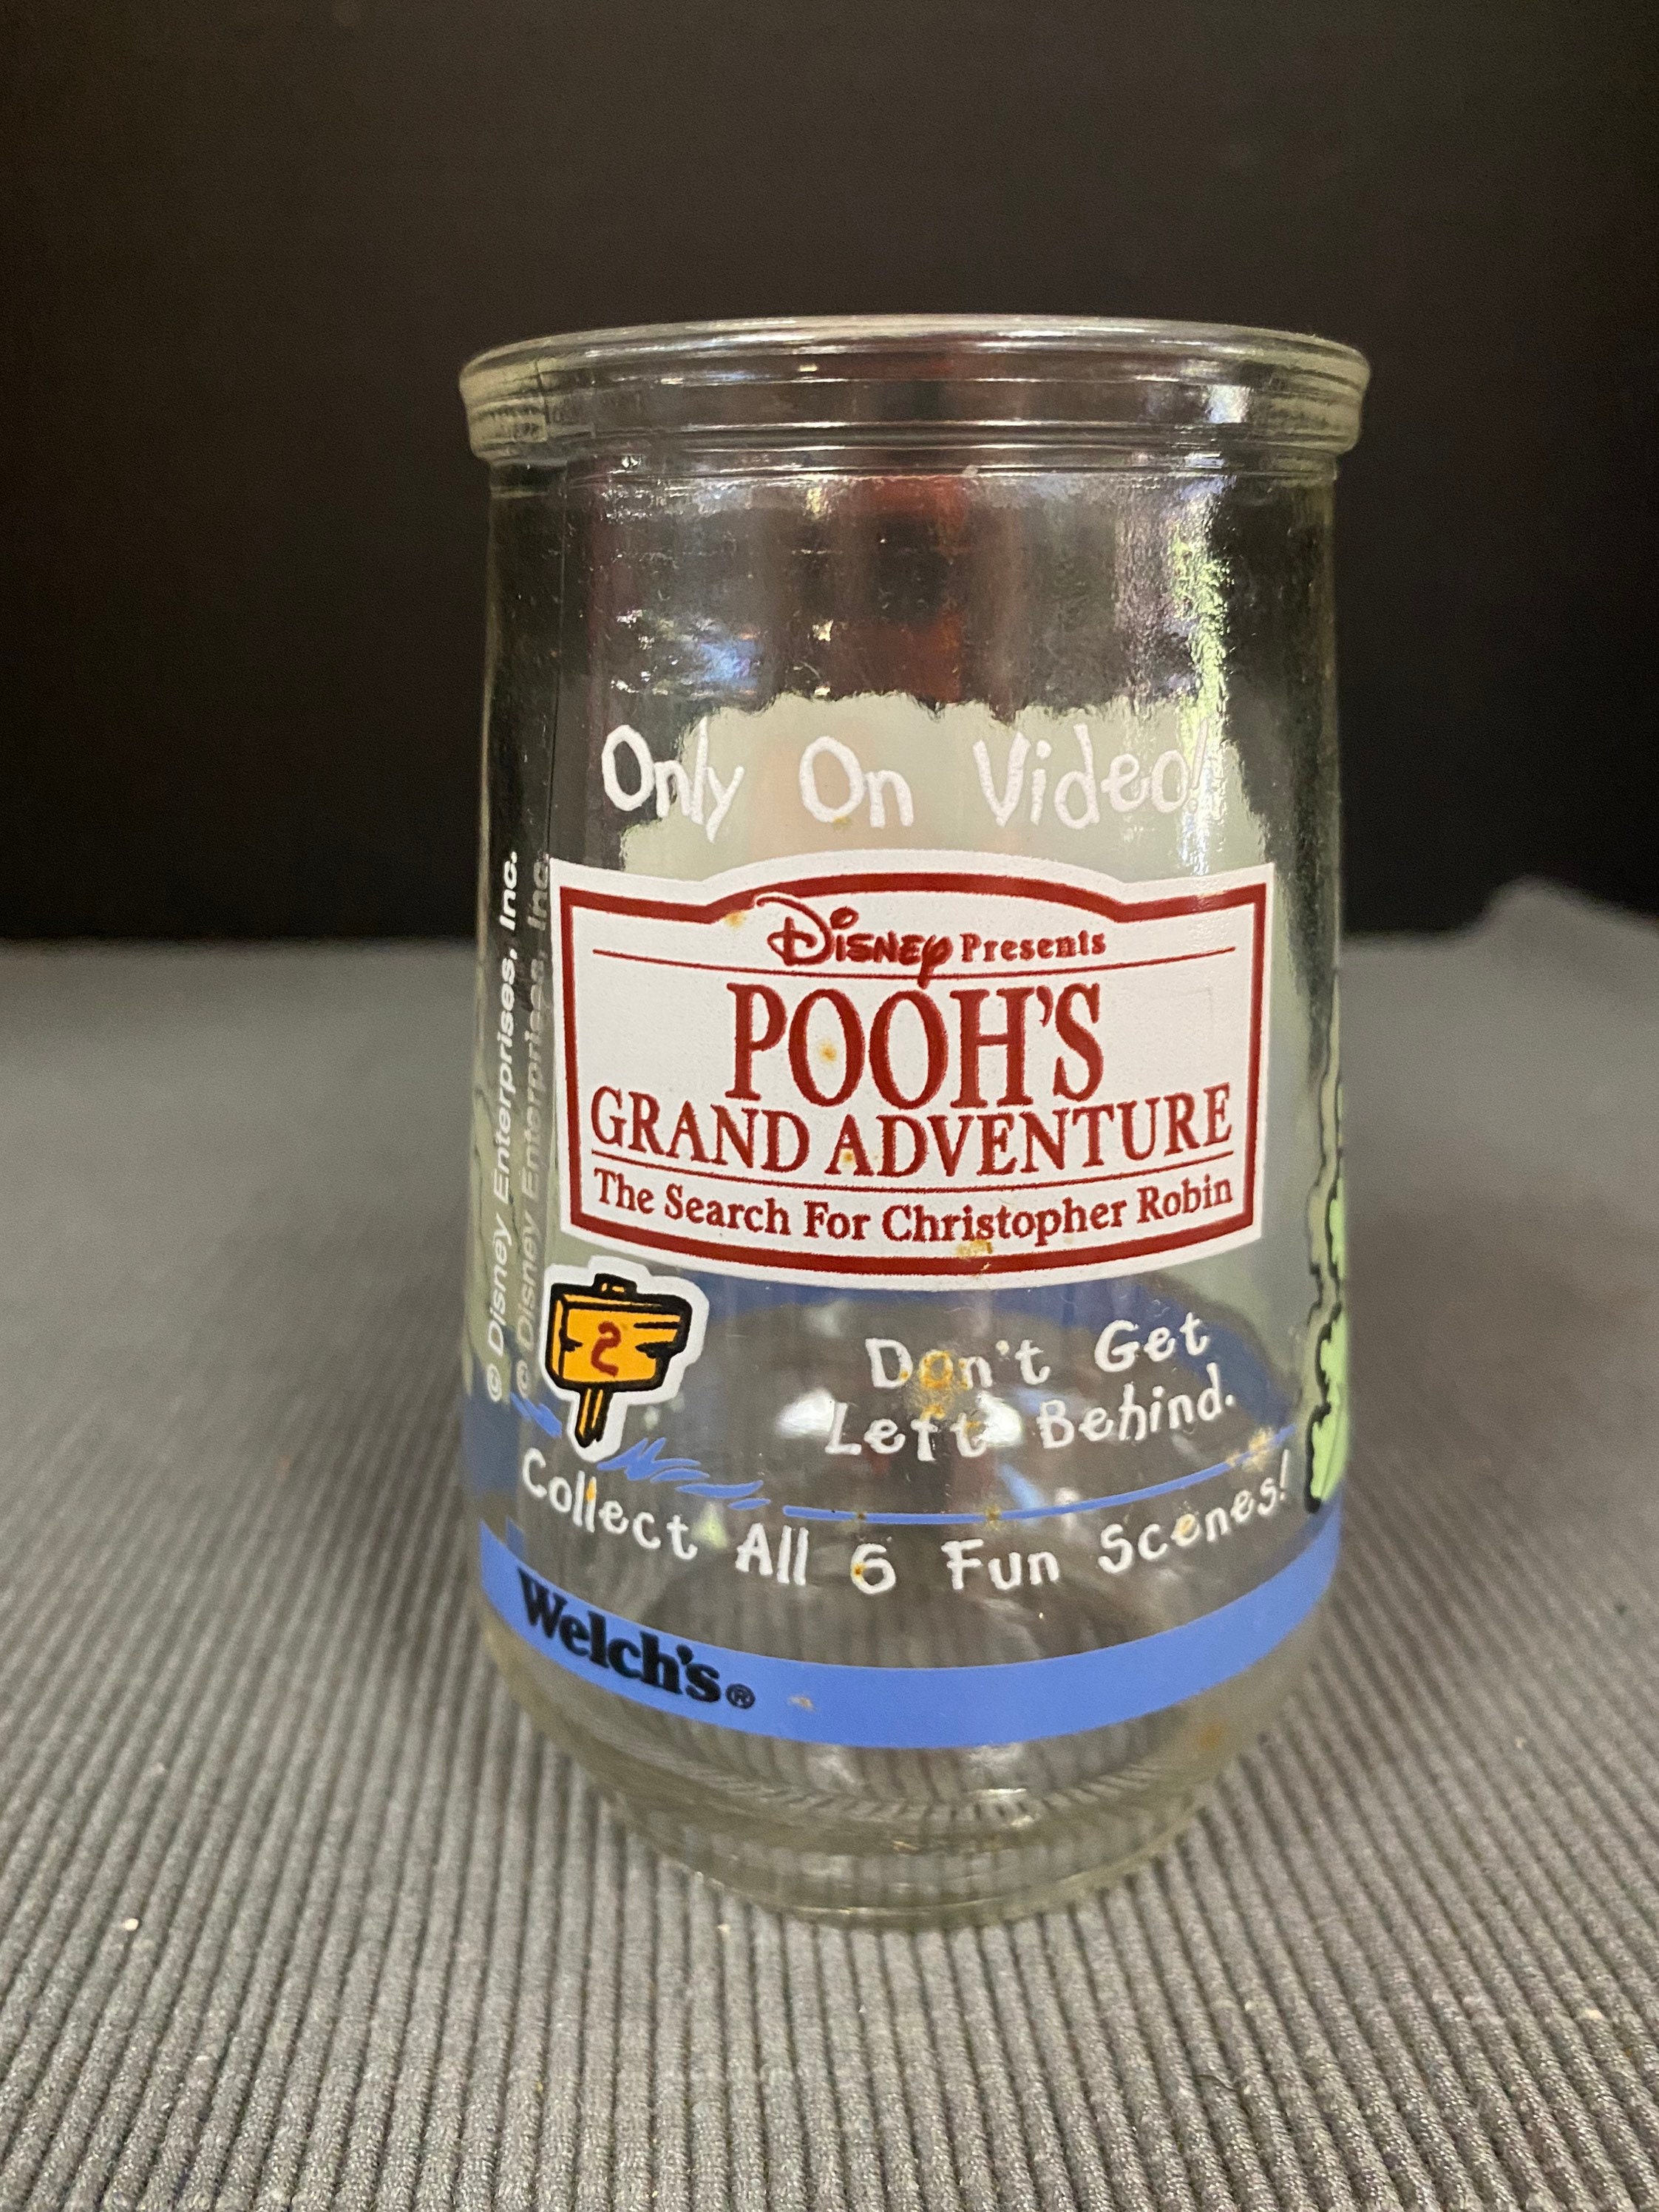 Only On Video!
Disney Presents
POOH'S
GRAND ADVENTURE
The Search For Christopher Robin
© Disney Enterprises, Inc.
2
Don't Get
Left Behind.
Collect All 6 Fun Scenes!
Welch's®